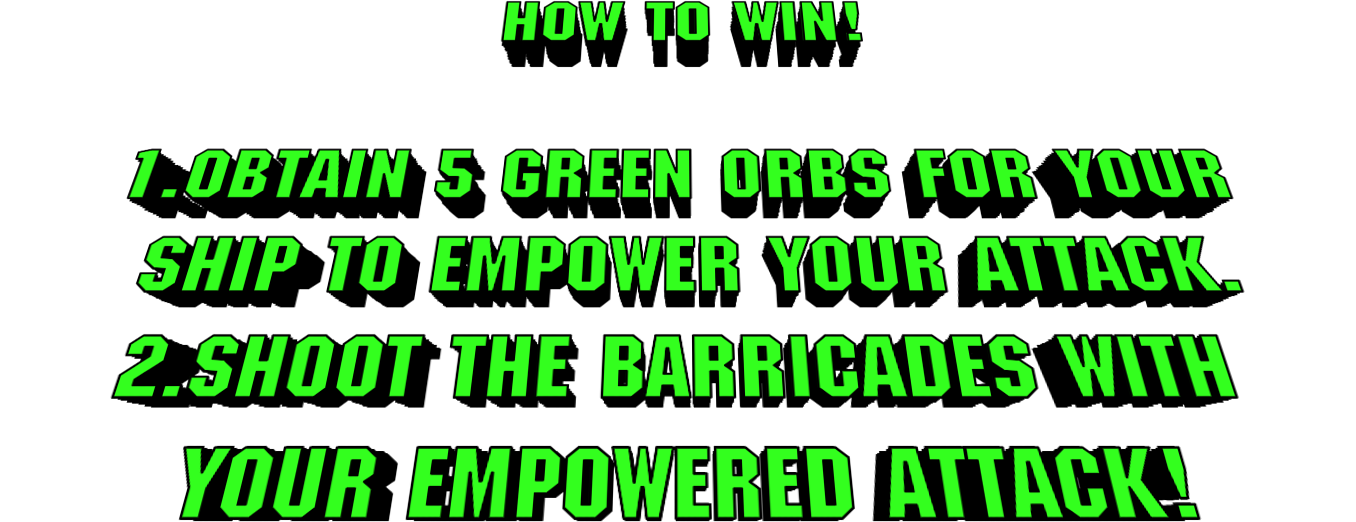 HOW TO WIN!
1.OBTAIN 5 GREEN ORBS FOR YOUR
SHIP TO EMPOWER YOUR ATTACK.
2.SHOOT THE BARRICADES WITH
YOUR EMPOWERED ATTACK!